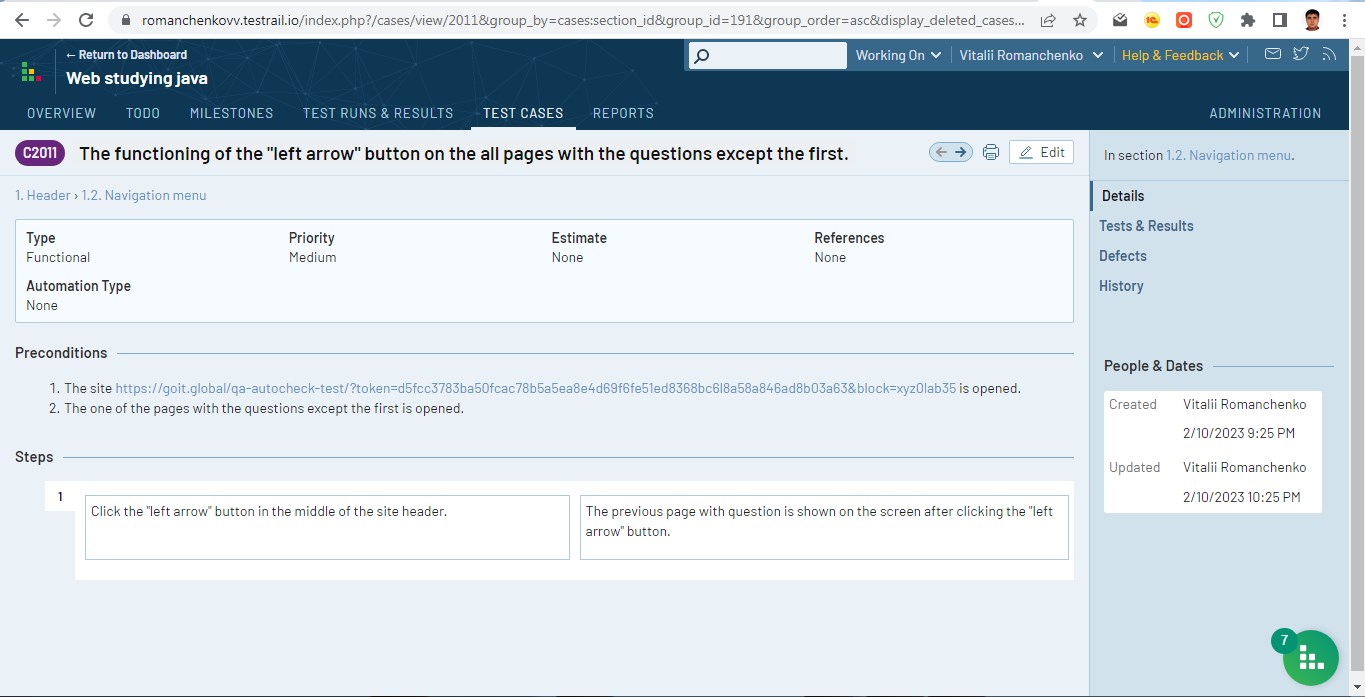 romanchenkovv.testrail.io/index.php?/cases/view/2011&group_by=cases:section_id&group_id=191&group_order=asc&display_deleted_cases...
← Return to Dashboard
Working On
Vitalii Romanchenko
Help & Feedback
Web studying java
OVERVIEW TODO MILESTONES TEST RUNS & RESULTS TEST CASES REPORTS ADMINISTRATION
C2011 The functioning of the "left arrow" button on the all pages with the questions except the first.
Edit
In section 1.2. Navigation menu.
1. Header › 1.2. Navigation menu
Details
Tests & Results
Defects
History
Type Priority Estimate References
Functional Medium None None
Automation Type
None
Preconditions
1. The site https://goit.global/qa-autocheck-test/?token=d5fcc3783ba50fcac78b5a5ea8e4d69f6fe51ed8368bc6l8a58a846ad8b03a63&block=xyz0lab35 is opened.
2. The one of the pages with the questions except the first is opened.
People & Dates
Created Vitalii Romanchenko
2/10/2023 9:25 PM
Updated Vitalii Romanchenko
2/10/2023 10:25 PM
Steps
1
Click the "left arrow" button in the middle of the site header.
The previous page with question is shown on the screen after clicking the "left
arrow" button.
7